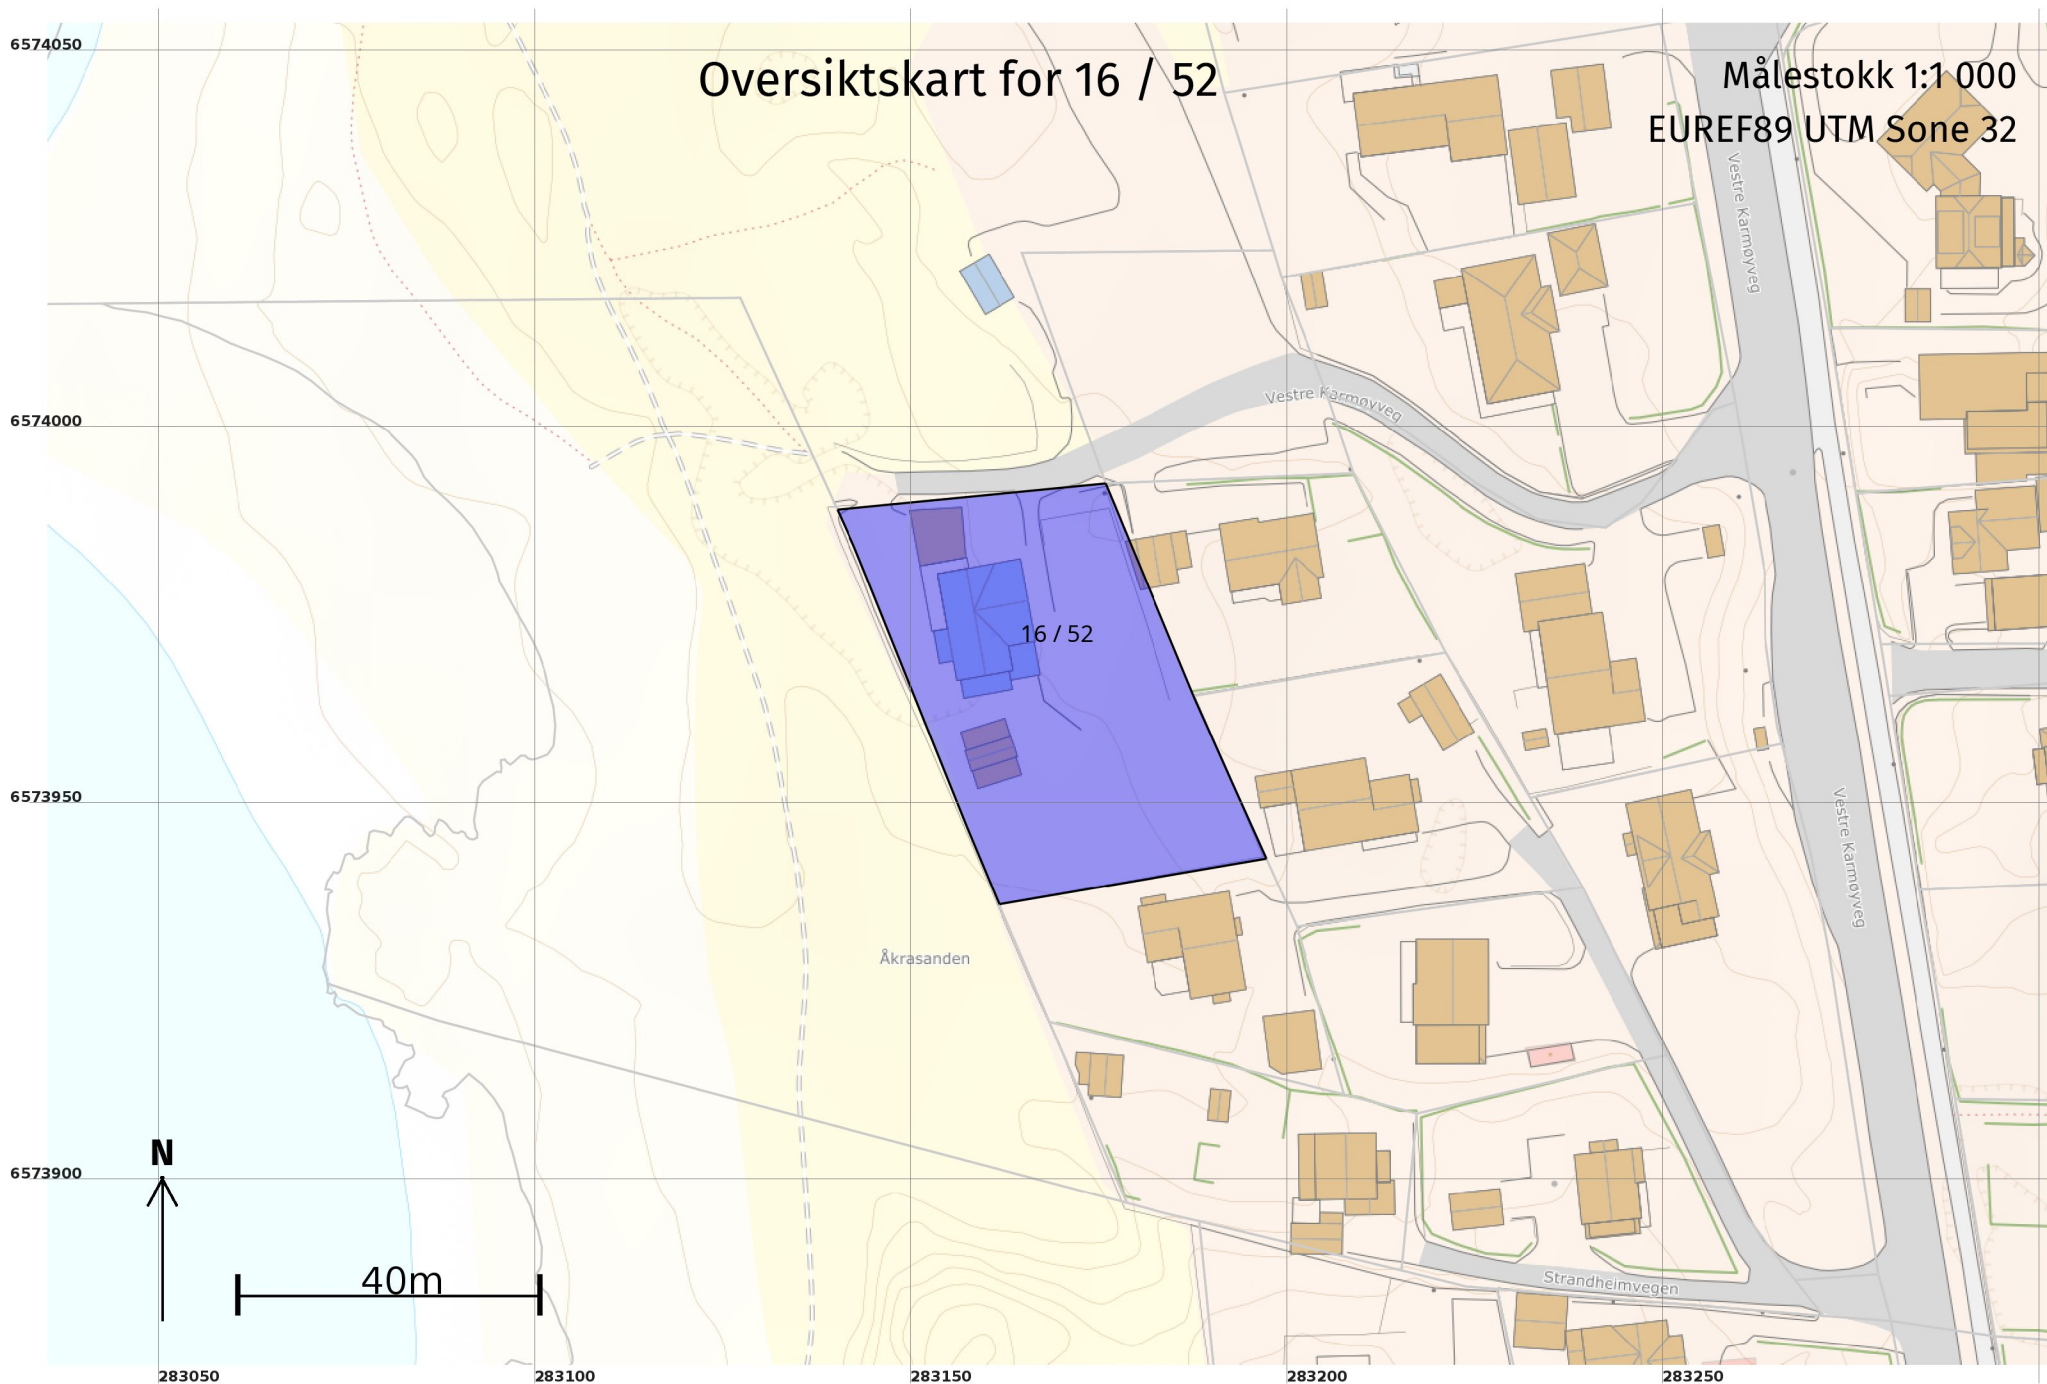 6574050
Oversiktskart for 16 / 52
Målestokk 1:1 000
EUREF89 UTM Sone 32
Vestre Karmøyveg
Vestre Karmøyveg
6574000
16 / 52
6573950
Vestre Karmøyveg
Åkrasanden
N
6573900
40m
Strandheimvegen
283050
283100
283150
283200
283250